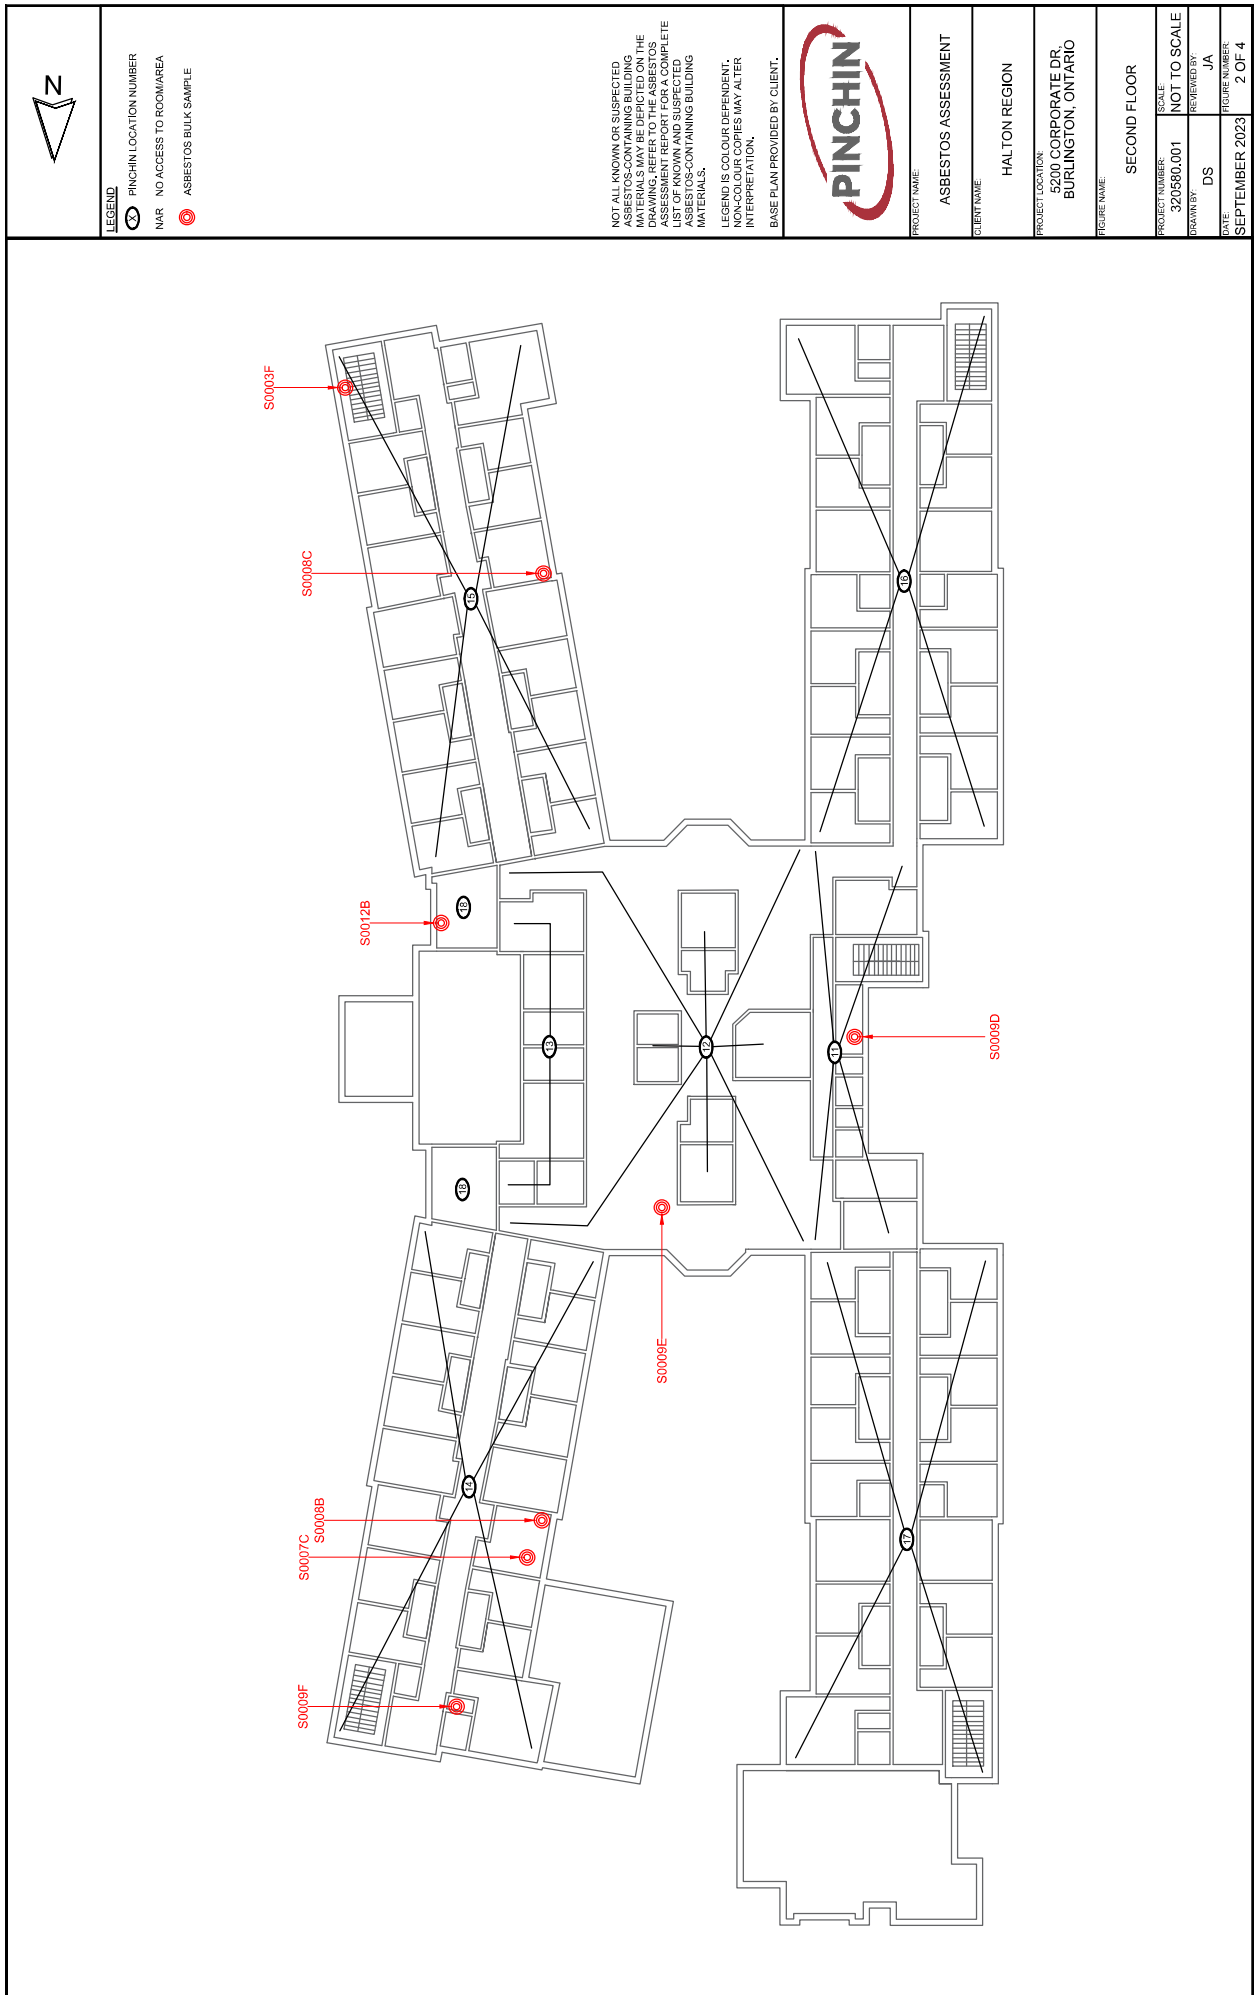 N
LEGEND
X PINCHIN LOCATION NUMBER
NAR NO ACCESS TO ROOM/AREA
ASBESTOS BULK SAMPLE
NOT ALL KNOWN OR SUSPECTED
ASBESTOS-CONTAINING BUILDING
MATERIALS MAY BE DEPICTED ON THE
DRAWING. REFER TO THE ASBESTOS
ASSESSMENT REPORT FOR A COMPLETE
LIST OF KNOWN AND SUSPECTED
ASBESTOS-CONTAINING BUILDING
MATERIALS.
LEGEND IS COLOUR DEPENDENT.
NON-COLOUR COPIES MAY ALTER
INTERPRETATION.
BASE PLAN PROVIDED BY CLIENT.
PINCHIN
PROJECT NAME:
ASBESTOS ASSESSMENT
CLIENT NAME:
HALTON REGION
PROJECT LOCATION:
5200 CORPORATE DR,
BURLINGTON, ONTARIO
FIGURE NAME:
SECOND FLOOR
PROJECT NUMBER:
320580.001
SCALE:
NOT TO SCALE
DRAWN BY:
DS
REVIEWED BY:
JA
DATE:
SEPTEMBER 2023
FIGURE NUMBER:
2 OF 4
S0009F
S0007C
S0008B
14
18
S0012B
18
S0008C
S0003F
15
13
S0009E
12
11
S0009D
17
16